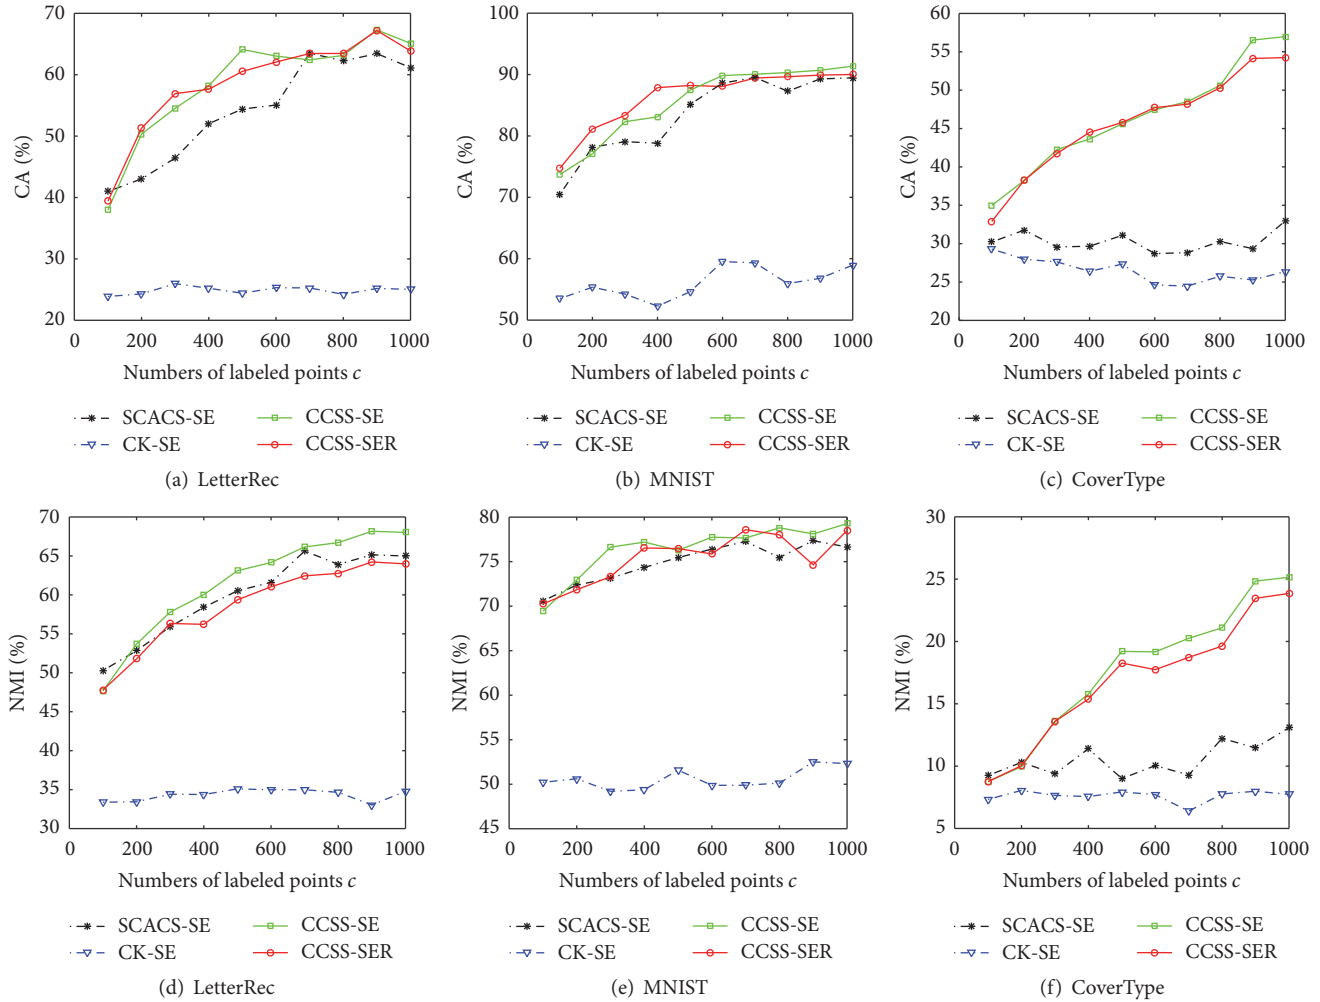 70
60
50
40
30
20
CA (%)
0 200 400 600 800 1000
Numbers of labeled points c
SCACS-SE CCSS-SE
CK-SE CCSS-SER
(a) LetterRec
100
90
80
70
60
50
CA (%)
0 200 400 600 800 1000
Numbers of labeled points c
SCACS-SE CCSS-SE
CK-SE CCSS-SER
(b) MNIST
60
55
50
45
40
35
30
25
20
CA (%)
0 200 400 600 800 1000
Numbers of labeled points c
SCACS-SE CCSS-SE
CK-SE CCSS-SER
(c) CoverType
70
65
60
55
50
45
40
35
30
NMI (%)
0 200 400 600 800 1000
Numbers of labeled points c
SCACS-SE CCSS-SE
CK-SE CCSS-SER
(d) LetterRec
80
75
70
65
60
55
50
45
NMI (%)
0 200 400 600 800 1000
Numbers of labeled points c
SCACS-SE CCSS-SE
CK-SE CCSS-SER
(e) MNIST
30
25
20
15
10
5
NMI (%)
0 200 400 600 800 1000
Numbers of labeled points c
SCACS-SE CCSS-SE
CK-SE CCSS-SER
(f) CoverType